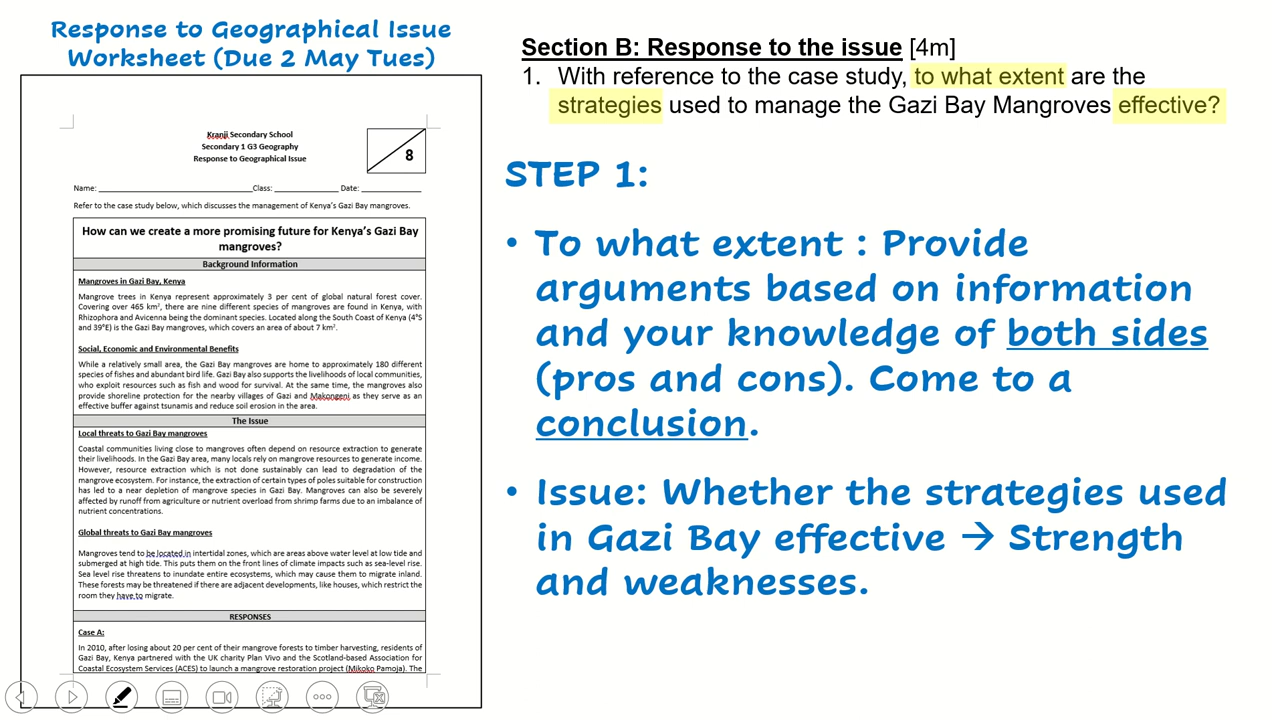 Response to Geographical Issue
Worksheet (Due 2 May Tues)
Kranji Secondary School
Secondary 1 G3 Geography
Response to Geographical Issue
8
Name: ____________________________Class: ____________ Date: ____________
Refer to the case study below, which discusses the management of Kenya's Gazi Bay mangroves.
How can we create a more promising future for Kenya's Gazi Bay
mangroves?
Background Information
Mangroves in Gazi Bay, Kenya
Mangrove trees in Kenya represent approximately 3 per cent of global natural forest cover.
Covering over 465 km², there are nine different species of mangroves are found in Kenya, with
Rhizophora and Avicenna being the dominant species. Located along the South Coast of Kenya (4°S
and 39°E) is the Gazi Bay mangroves, which covers an area of about 7 km².
Social, Economic and Environmental Benefits
While a relatively small area, the Gazi Bay mangroves are home to approximately 180 different
species of fishes and abundant bird life. Gazi Bay also supports the livelihoods of local communities,
who exploit resources such as fish and wood for survival. At the same time, the mangroves also
provide shoreline protection for the nearby villages of Gazi and Makongeni as they serve as an
effective buffer against tsunamis and reduce soil erosion in the area.
The Issue
Local threats to Gazi Bay mangroves
Coastal communities living close to mangroves often depend on resource extraction to generate
their livelihoods. In the Gazi Bay area, many locals rely on mangrove resources to generate income.
However, resource extraction which is not done sustainably can lead to degradation of the
mangrove ecosystem. For instance, the extraction of certain types of poles suitable for construction
has led to a near depletion of mangrove species in Gazi Bay. Mangroves can also be severely
affected by runoff from agriculture or nutrient overload from shrimp farms due to an imbalance of
nutrient concentrations.
Global threats to Gazi Bay mangroves
Mangroves tend to be located in intertidal zones, which are areas above water level at low tide and
submerged at high tide. This puts them on the front lines of climate impacts such as sea-level rise.
Sea level rise threatens to inundate entire ecosystems, which may cause them to migrate inland.
These forests may be threatened if there are adjacent developments, like houses, which restrict the
room they have to migrate.
RESPONSES
Case A:
In 2010, after losing about 20 per cent of their mangrove forests to timber harvesting, residents of
Gazi Bay, Kenya partnered with the UK charity Plan Vivo and the Scotland-based Association for
Coastal Ecosystem Services (ACES) to launch a mangrove restoration project (Mikoko Pamoja). The
Section B: Response to the issue [4m]
1. With reference to the case study, to what extent are the
strategies used to manage the Gazi Bay Mangroves effective?
STEP 1:
• To what extent : Provide
arguments based on information
and your knowledge of both sides
(pros and cons). Come to a
conclusion.
• Issue: Whether the strategies used
in Gazi Bay effective → Strength
and weaknesses.